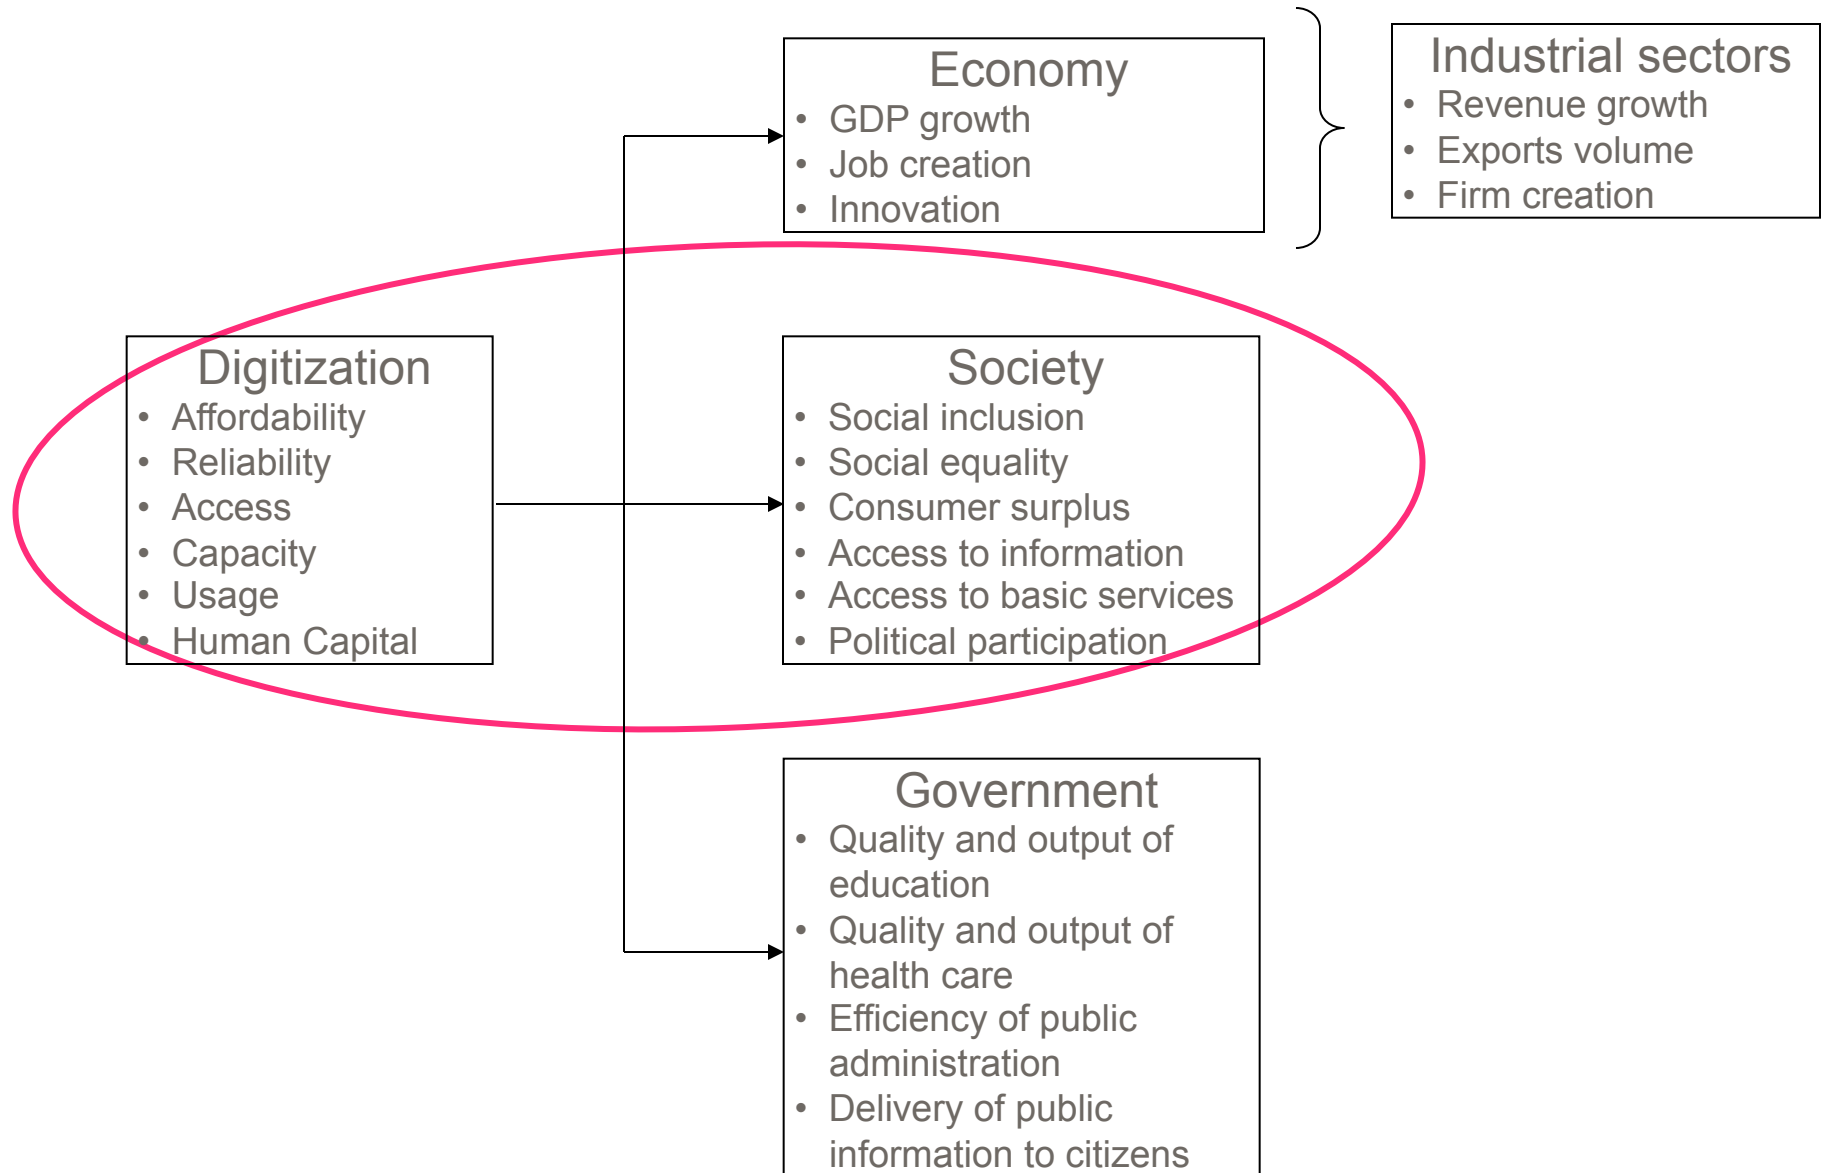 Economy
• GDP growth
• Job creation
• Innovation
Industrial sectors
• Revenue growth
• Exports volume
• Firm creation
Digitization
• Affordability
• Reliability
• Access
• Capacity
• Usage
• Human Capital
Society
• Social inclusion
• Social equality
• Consumer surplus
• Access to information
• Access to basic services
• Political participation
Government
• Quality and output of
education
• Quality and output of
health care
• Efficiency of public
administration
• Delivery of public
information to citizens